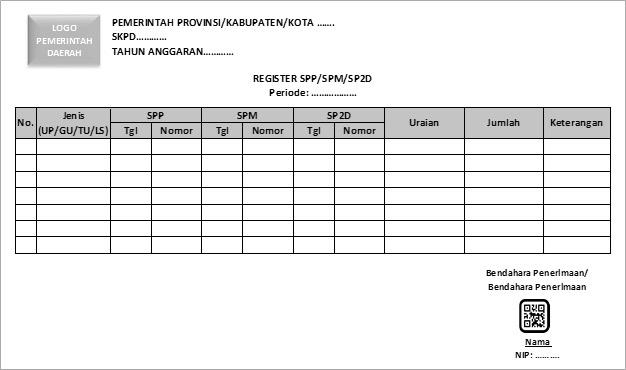 LOGO
PEMERINTAH
DAERAH
PEMERINTAH PROVINSI/KABUPATEN/KOTA .......
SKPD...........
TAHUN ANGGARAN...........
REGISTER SPP/SPM/SP2D
Periode: .................
No. Jenis (UP/GU/TU/LS) SPP SPM SP2D Uraian Jumlah Keterangan
Tgl Nomor Tgl Nomor Tgl Nomor
Bendahara Penerimaan/
Bendahara Penerimaan
Nama
NIP: .........